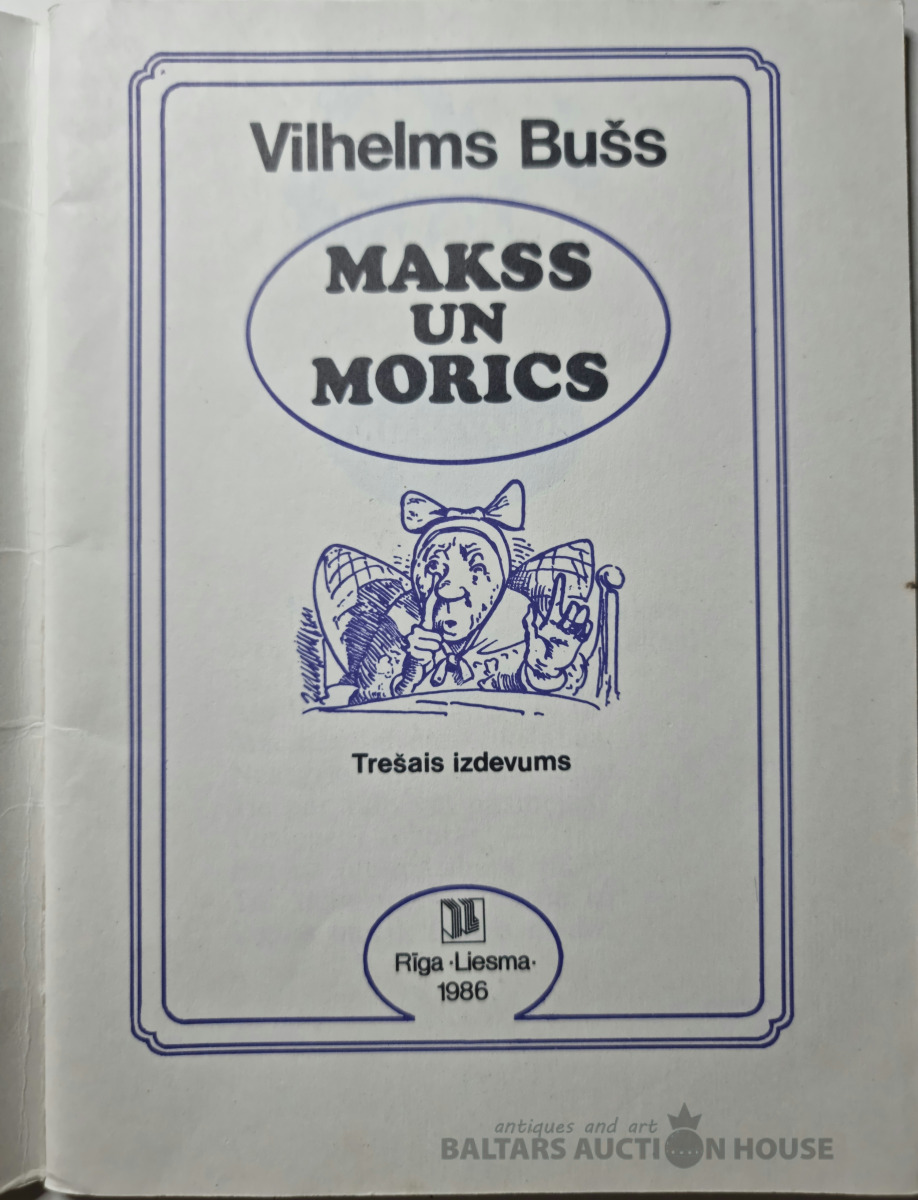 Vilhelms Bušs
MAKSS
UN
MORICS
Trešais izdevums
Rīga ·Liesma·
1986
antiques and art
BALTARS AUCTION HOUSE